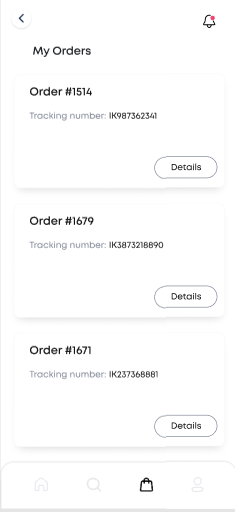 My Orders
Order #1514
Tracking number: IK987362341
Details
Order #1679
Tracking number: IK3873218890
Details
Order #1671
Tracking number: IK237368881
Details